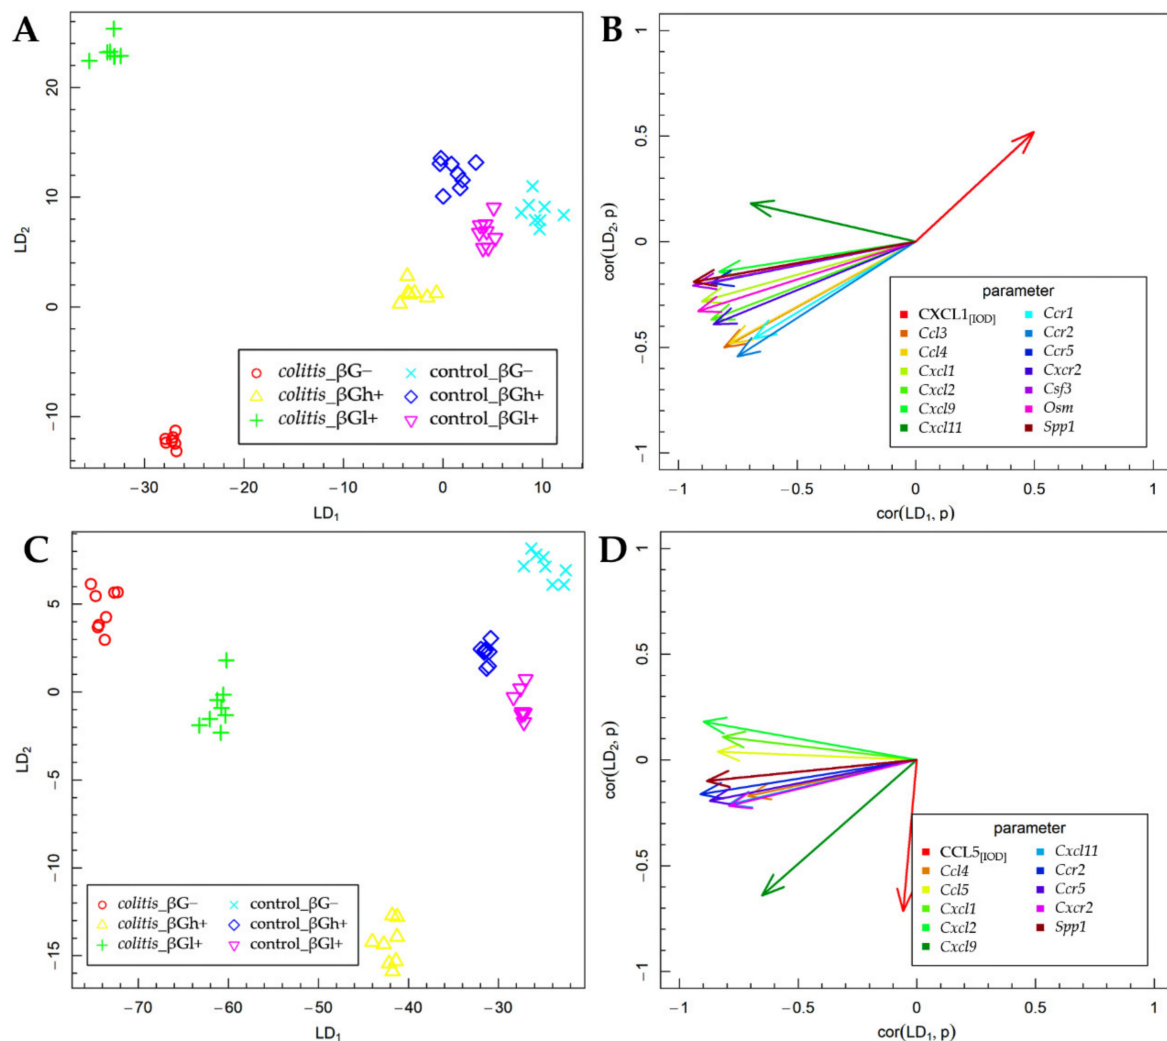 A
20
10
0
−10
LD2
−30
−20
−10
0
10
LD1
colitis_βG−
colitis_βGh+
colitis_βGl+
control_βG−
control_βGh+
control_βGl+
B
1
0.5
0
−0.5
−1
cor(LD2, p)
−1
−0.5
0
0.5
1
cor(LD1, p)
parameter
CXCL1[IOD]
Ccl3
Ccl4
Cxcl1
Cxcl2
Cxcl9
Cxcl11
Ccr1
Ccr2
Ccr5
Cxcr2
Csf3
Osm
Spp1
C
5
0
−5
−10
−15
LD2
−70
−60
−50
−40
−30
LD1
colitis_βG−
colitis_βGh+
colitis_βGl+
control_βG−
control_βGh+
control_βGl+
D
1
0.5
0
−0.5
−1
cor(LD2, p)
−1
−0.5
0
0.5
1
cor(LD1, p)
parameter
CCL5[IOD]
Ccl4
Ccl5
Cxcl1
Cxcl2
Cxcl9
Cxcl11
Ccr2
Ccr5
Cxcr2
Spp1